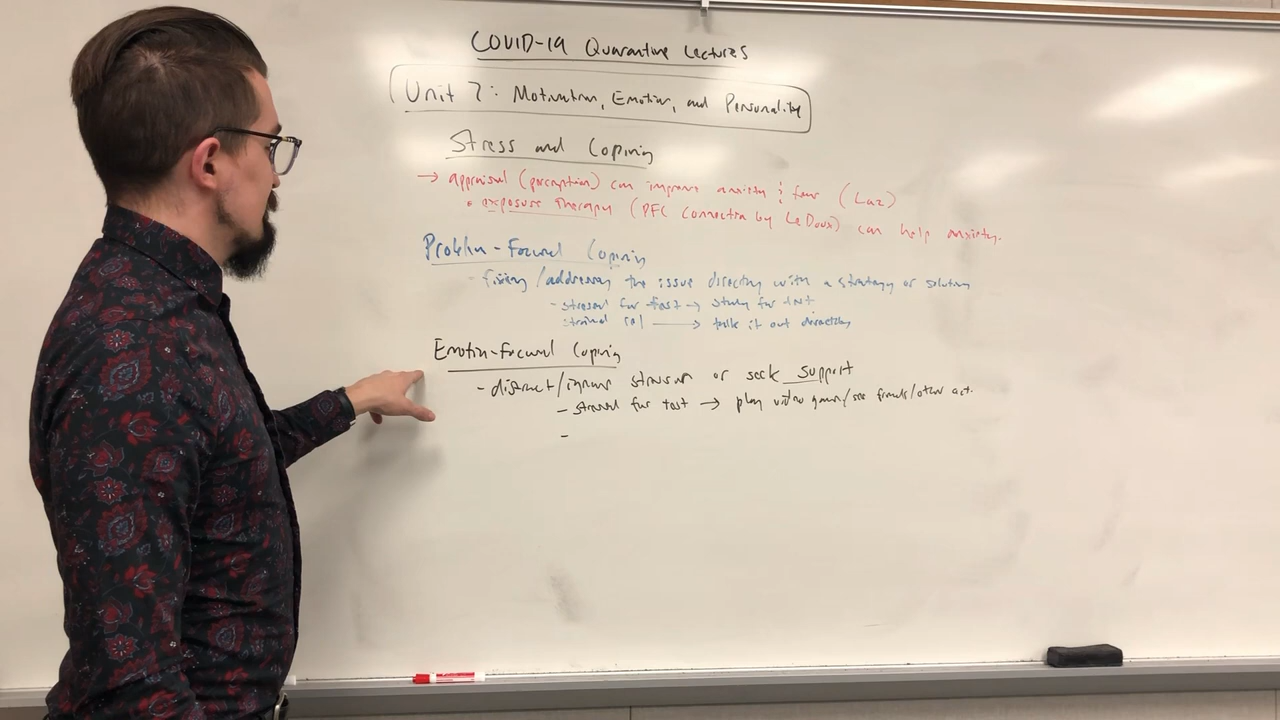 COVID-19 Quarantine Lectures
Unit 7: Motivation, Emotion, and Personality
Stress and Coping
→ appraisal (perception) can improve anxiety & fear (Laz)
• exposure therapy (PFC connection by LeDoux) can help anxiety.
Problem-Focused Coping
- fixing/addressing the issue directly with a strategy or solution
- stressed for test → study for test
strained rel → talk it out directly
Emotion-Focused Coping
- distract/ignore stressor or seek support
- stressed for test → play video games/see friends/other act.
-